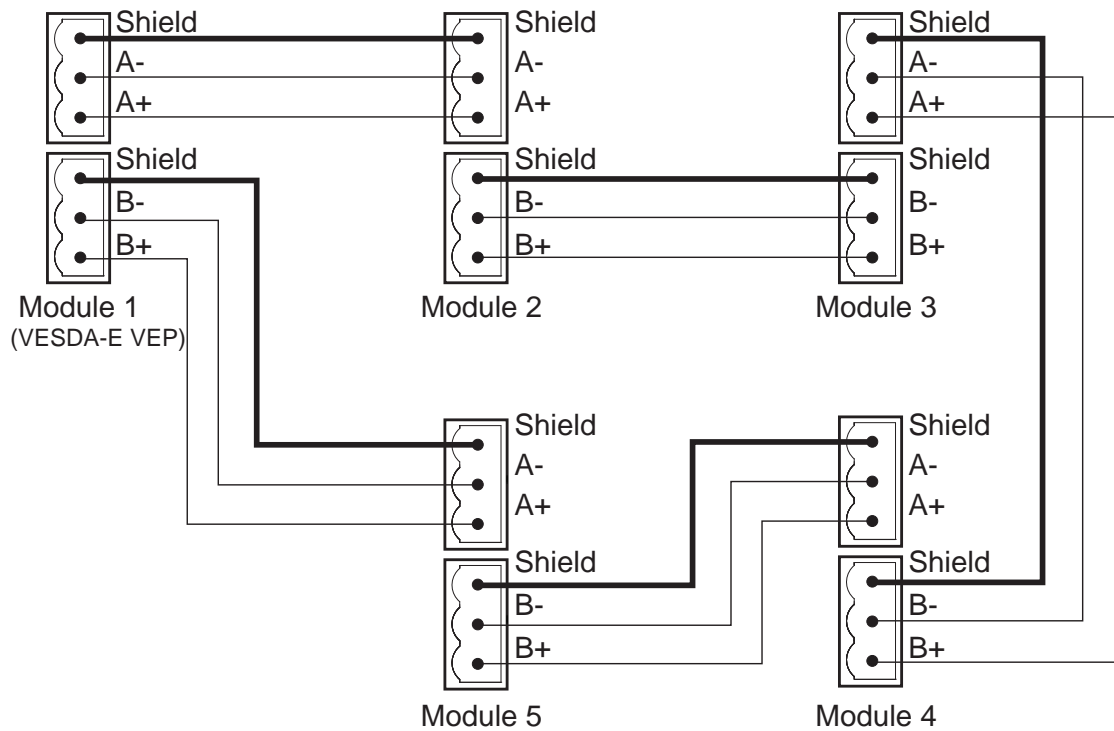 Shield
A-
A+
Shield
B-
B+
Module 1
(VESDA-E VEP)
Shield
A-
A+
Shield
B-
B+
Module 2
Shield
A-
A+
Shield
B-
B+
Module 3
Shield
A-
A+
Shield
B-
B+
Module 5
Shield
A-
A+
Shield
B-
B+
Module 4